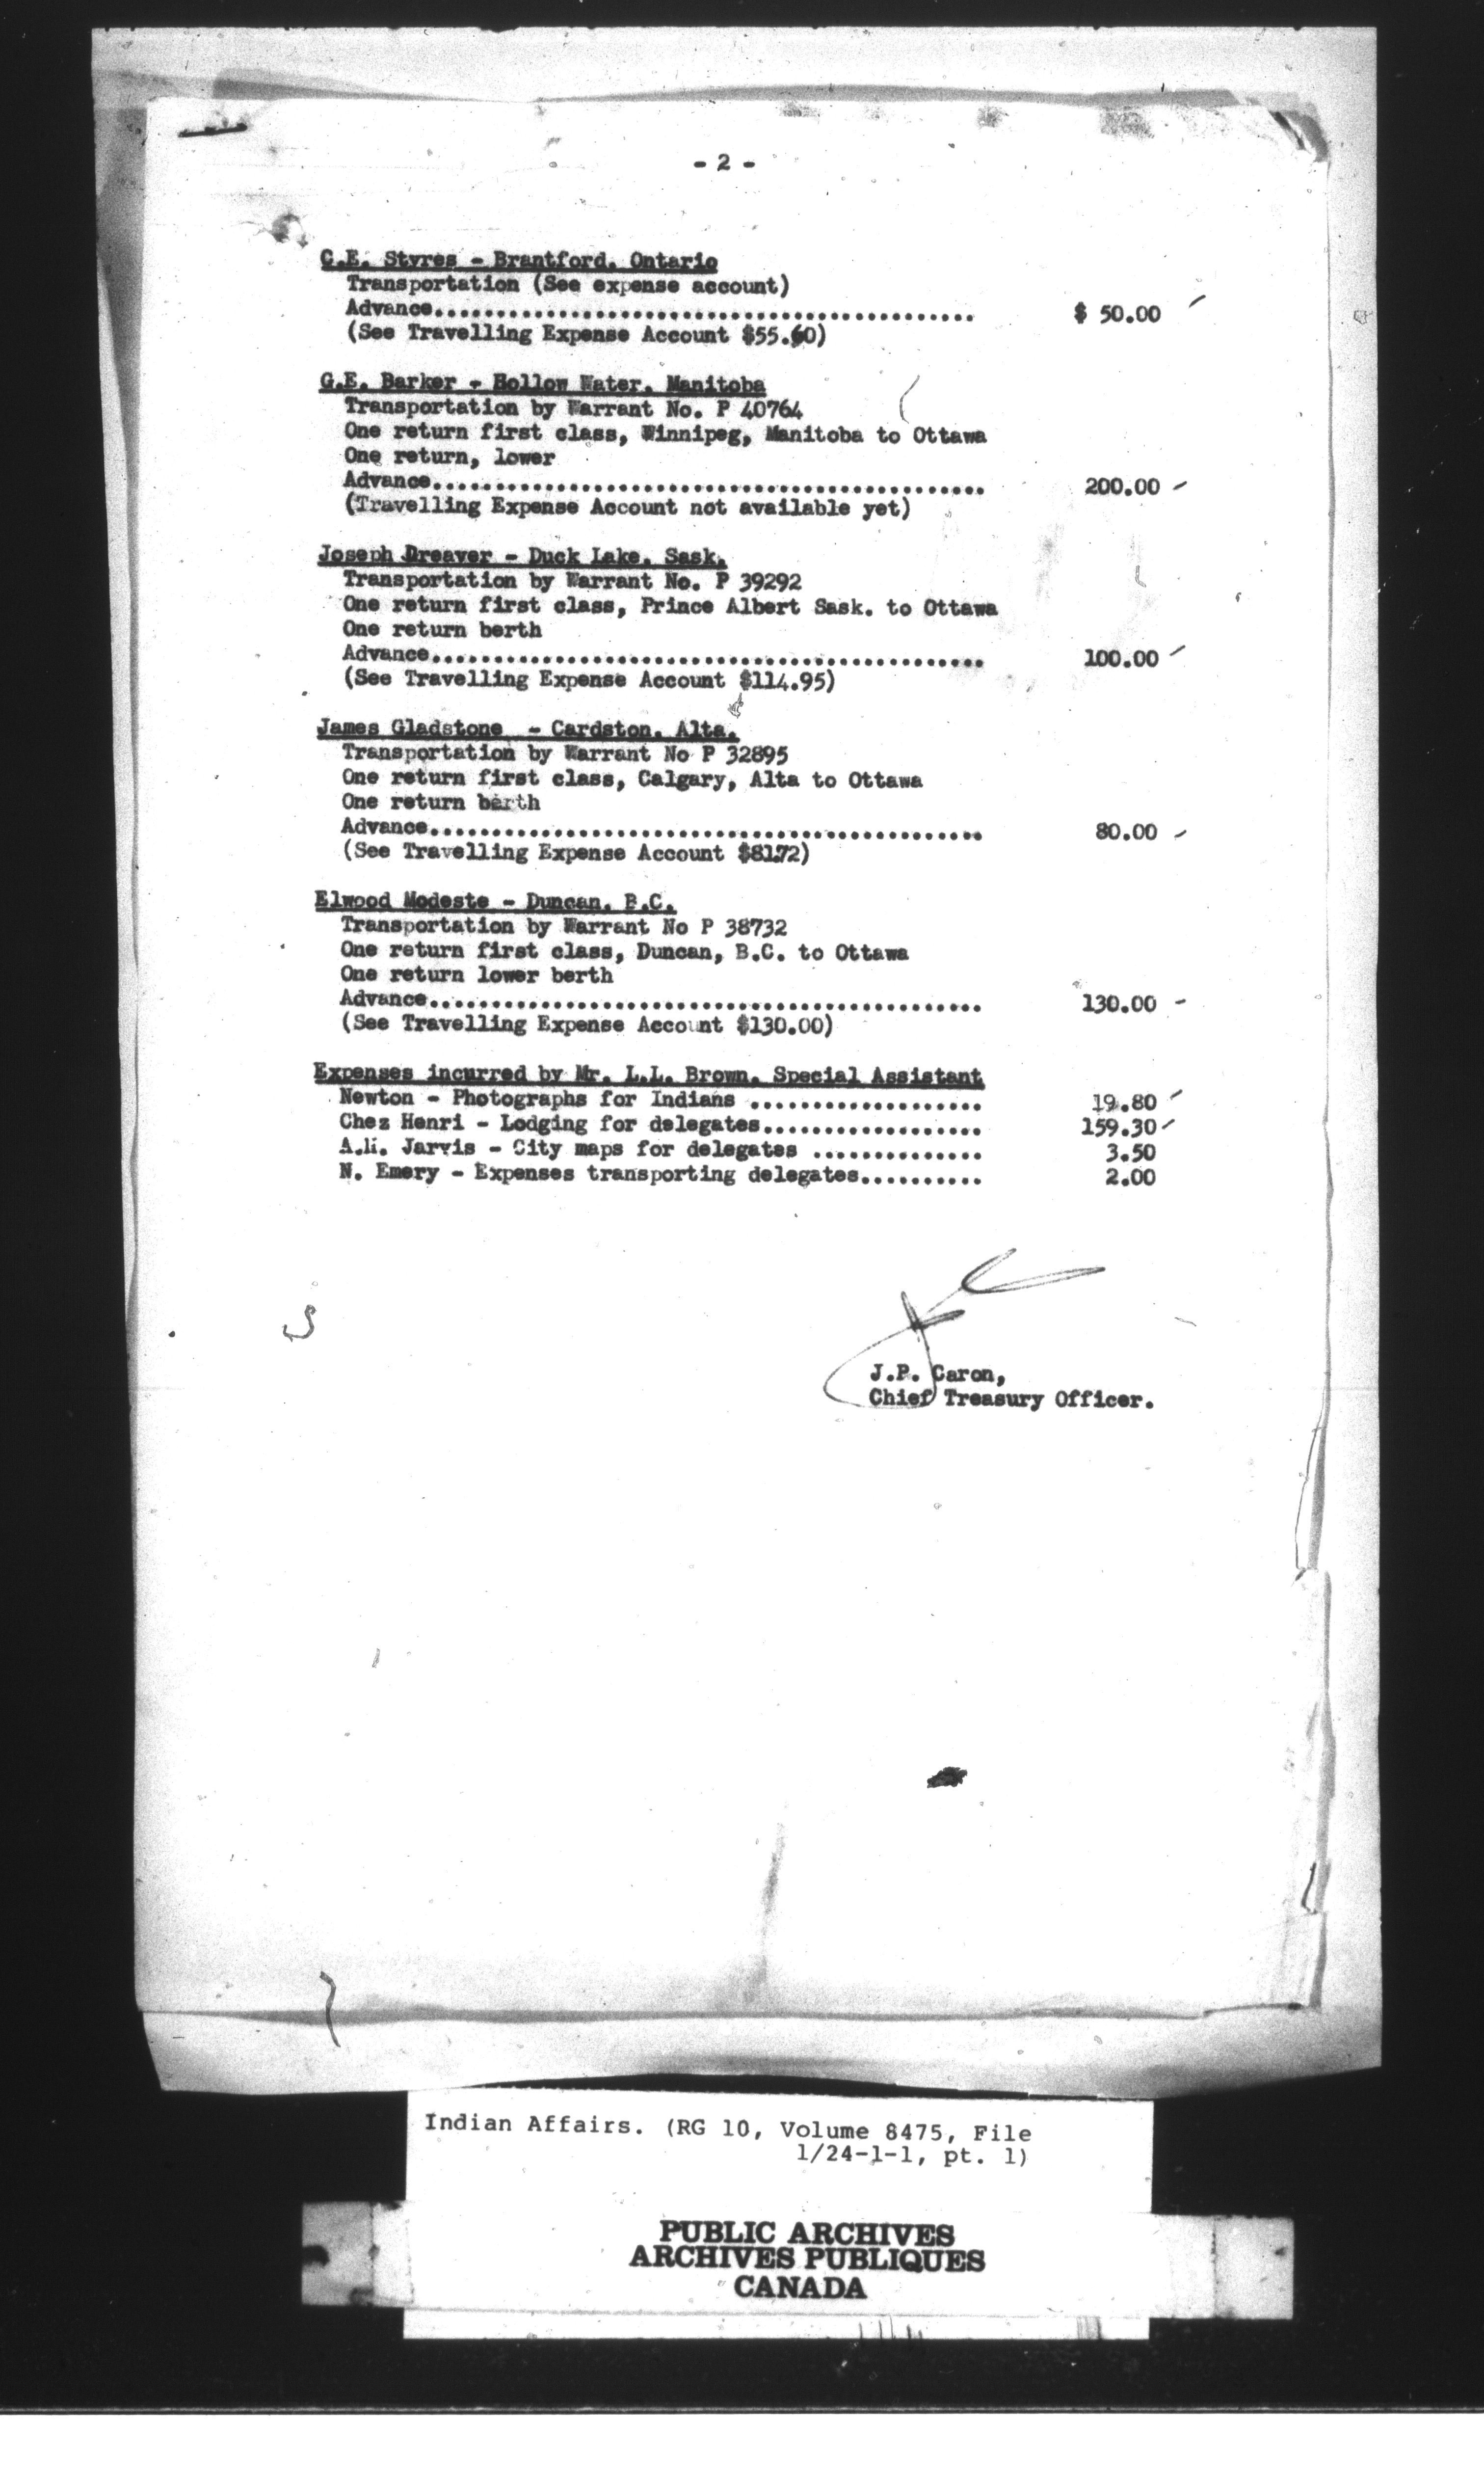 - 2 -
C.E. Styres - Brantford, Ontario
Transportation (See expense account)
Advance............................................ $ 50.00
(See Travelling Expense Account $55.60)
G.E. Barker - Hollow Water, Manitoba
Transportation by Warrant No. P 40764
One return first class, Winnipeg, Manitoba to Ottawa
One return, lower
Advance............................................. 200.00
(Travelling Expense Account not available yet)
Joseph Dreaver - Duck Lake, Sask.
Transportation by Warrant No. P 39292
One return first class, Prince Albert Sask. to Ottawa
One return berth
Advance............................................. 100.00
(See Travelling Expense Account $114.95)
James Gladstone - Cardston, Alta.
Transportation by Warrant No P 32895
One return first class, Calgary, Alta to Ottawa
One return berth
Advance............................................. 80.00
(See Travelling Expense Account $81.72)
Elwood Modeste - Duncan, B.C.
Transportation by Warrant No P 38732
One return first class, Duncan, B.C. to Ottawa
One return lower berth
Advance............................................. 130.00
(See Travelling Expense Account $130.00)
Expenses incurred by Mr. L.L. Brown, Special Assistant
Newton - Photographs for Indians ................... 19.80
Chez Henri - Lodging for delegates.................. 159.30
A.H. Jarvis - City maps for delegates .............. 3.50
N. Emery - Expenses transporting delegates.......... 2.00
J.P. Caron,
Chief Treasury Officer.
Indian Affairs. (RG 10, Volume 8475, File
1/24-1-1, pt. 1)
PUBLIC ARCHIVES
ARCHIVES PUBLIQUES
CANADA